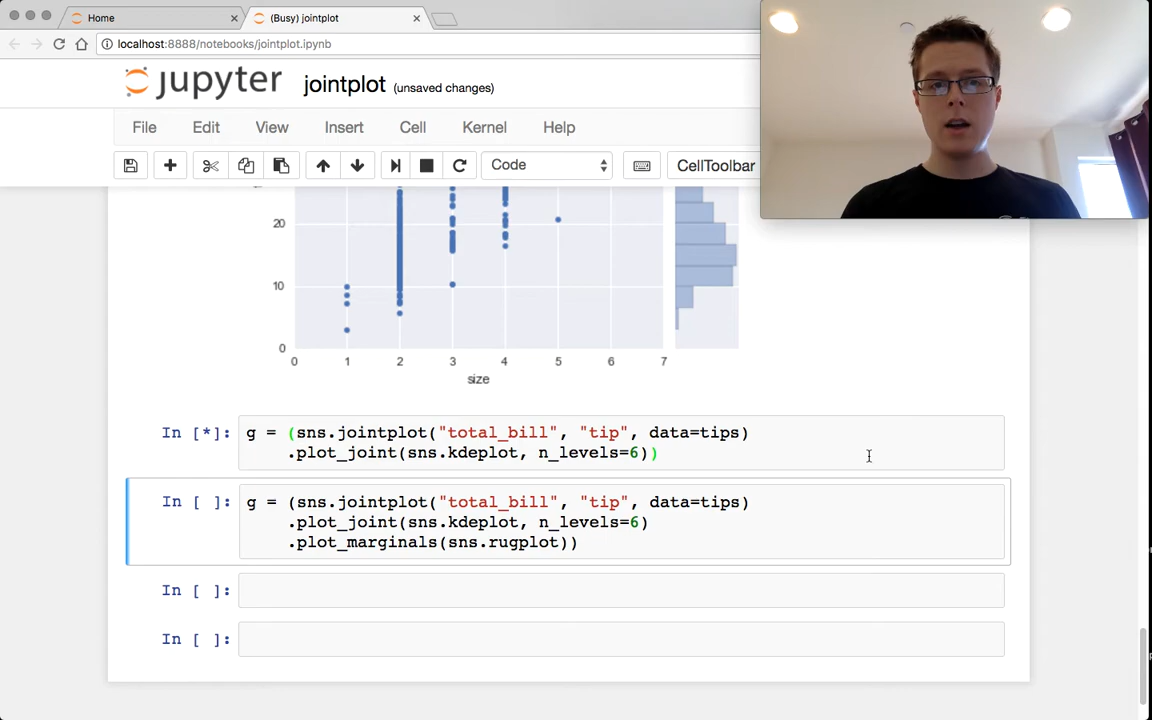 Home
(Busy) jointplot
localhost:8888/notebooks/jointplot.ipynb
jupyter jointplot (unsaved changes)
File Edit View Insert Cell Kernel Help
Code CellToolbar
20
10
0
0 1 2 3 4 5 6 7
size
In [*]: g = (sns.jointplot("total_bill", "tip", data=tips)
.plot_joint(sns.kdeplot, n_levels=6))
In [ ]: g = (sns.jointplot("total_bill", "tip", data=tips)
.plot_joint(sns.kdeplot, n_levels=6)
.plot_marginals(sns.rugplot))
In [ ]:
In [ ]: